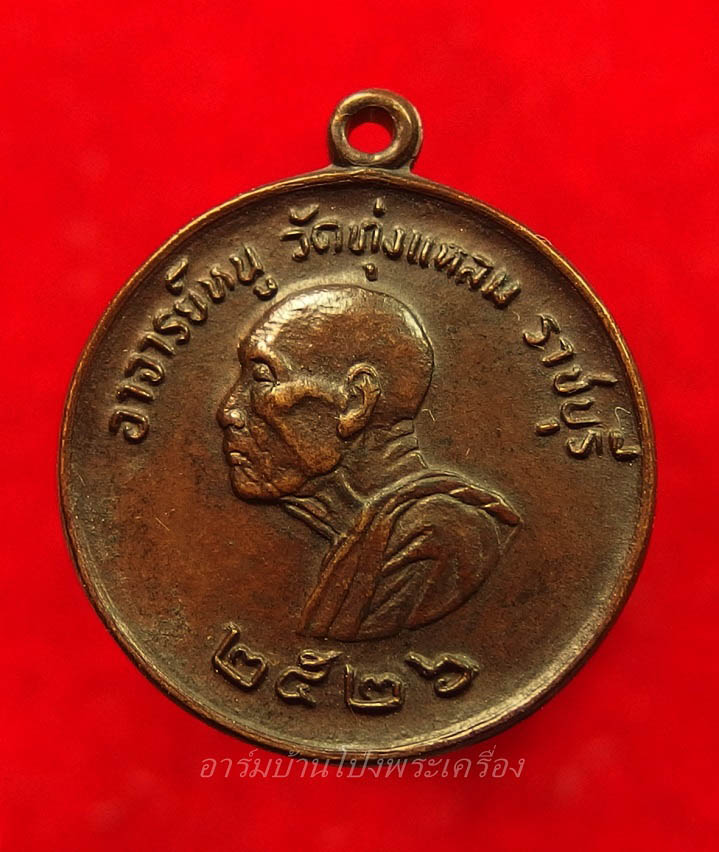 อาจารย์หนู วัดทุ่งแหลม ราชบุรี
๒๕๒๖
อาร์มบ้านโป่งพระเครื่อง